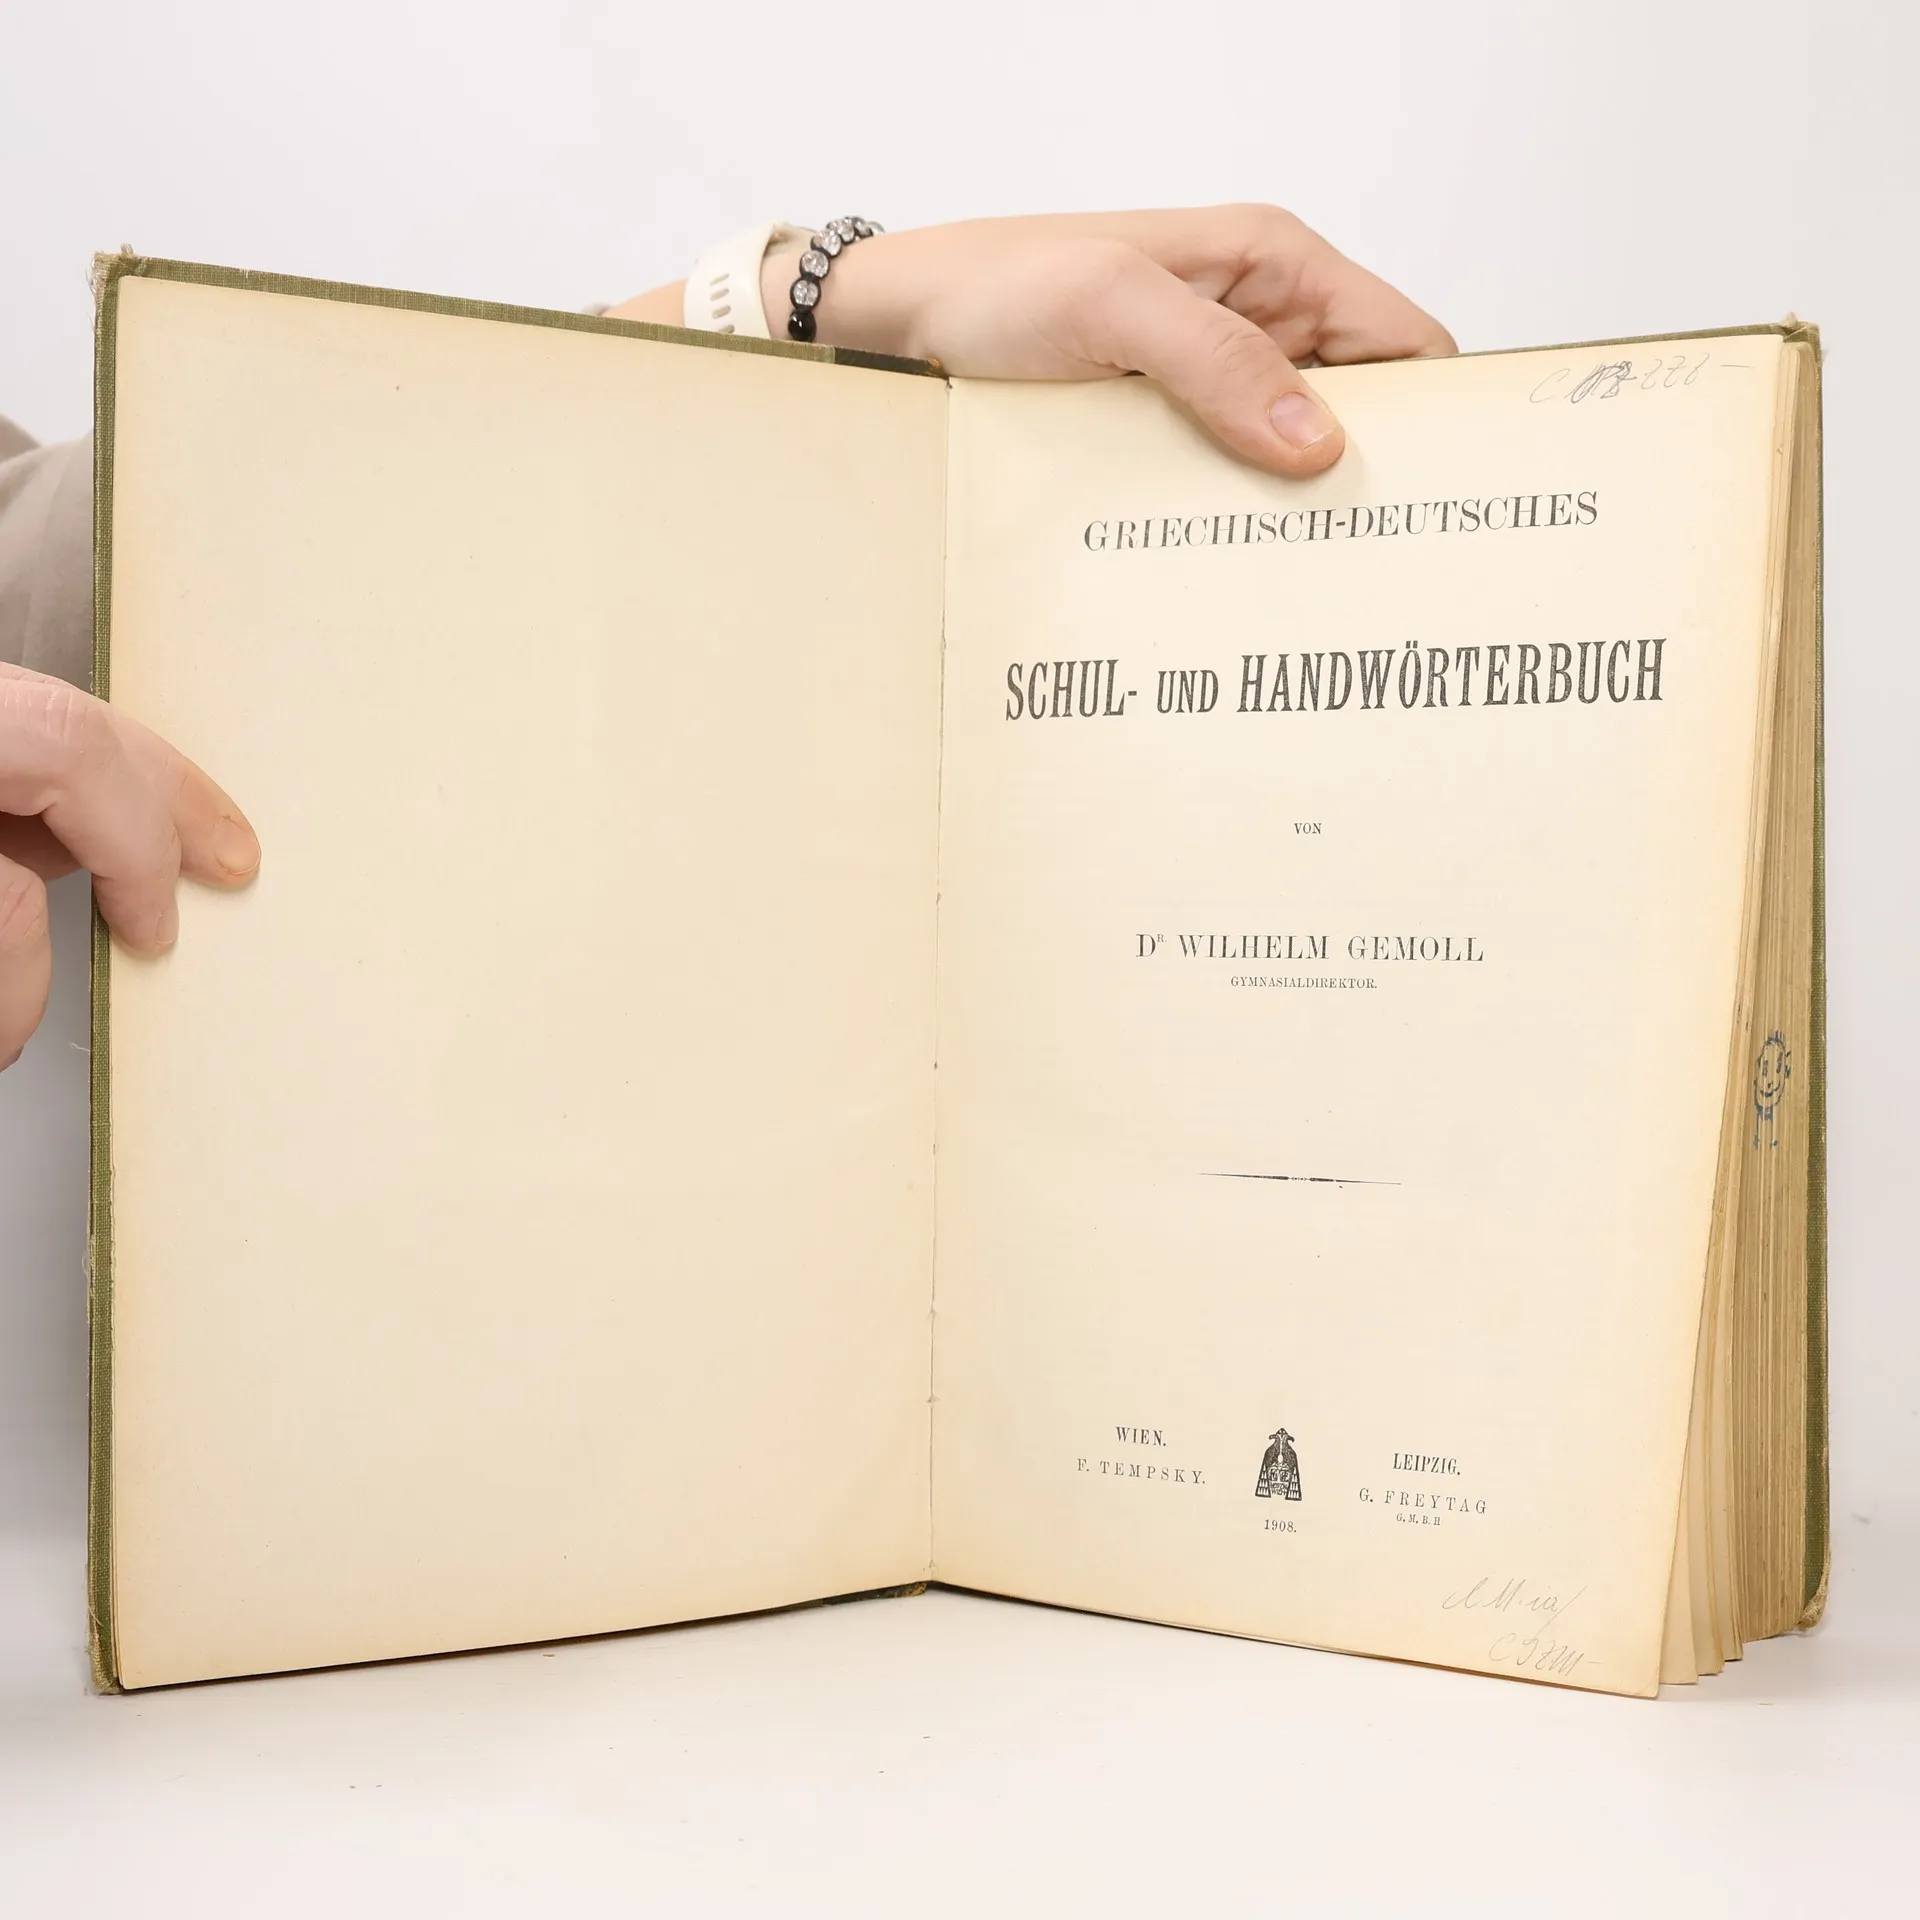 GRIECHISCH-DEUTSCHES
SCHUL- UND HANDWÖRTERBUCH
VON
DR. WILHELM GEMOLL
GYMNASIALDIREKTOR.
WIEN.
F. TEMPSKY.
1908.
LEIPZIG.
G. FREYTAG
G. M. B. H